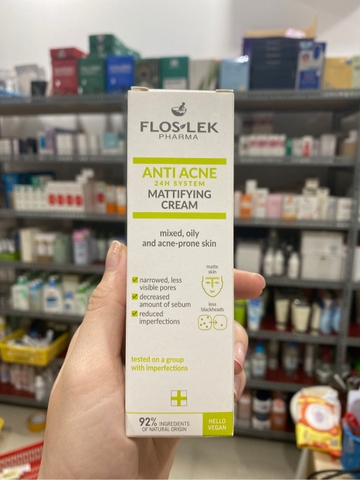 FLOS LEK
PHARMA
ANTI ACNE
24H SYSTEM
MATTIFYING
CREAM
mixed, oily
and acne-prone skin
matte
skin
narrowed, less
visible pores
decreased
amount of sebum
reduced
imperfections
less
blackheads
tested on a group
with imperfections
92% INGREDIENTS
OF NATURAL ORIGIN
HELLO
VEGAN